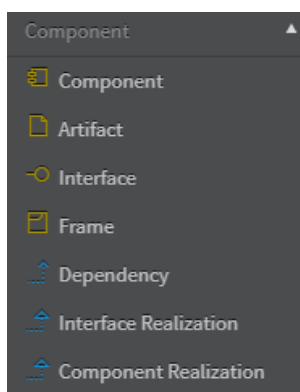 Component
Component
Artifact
Interface
Frame
Dependency
Interface Realization
Component Realization